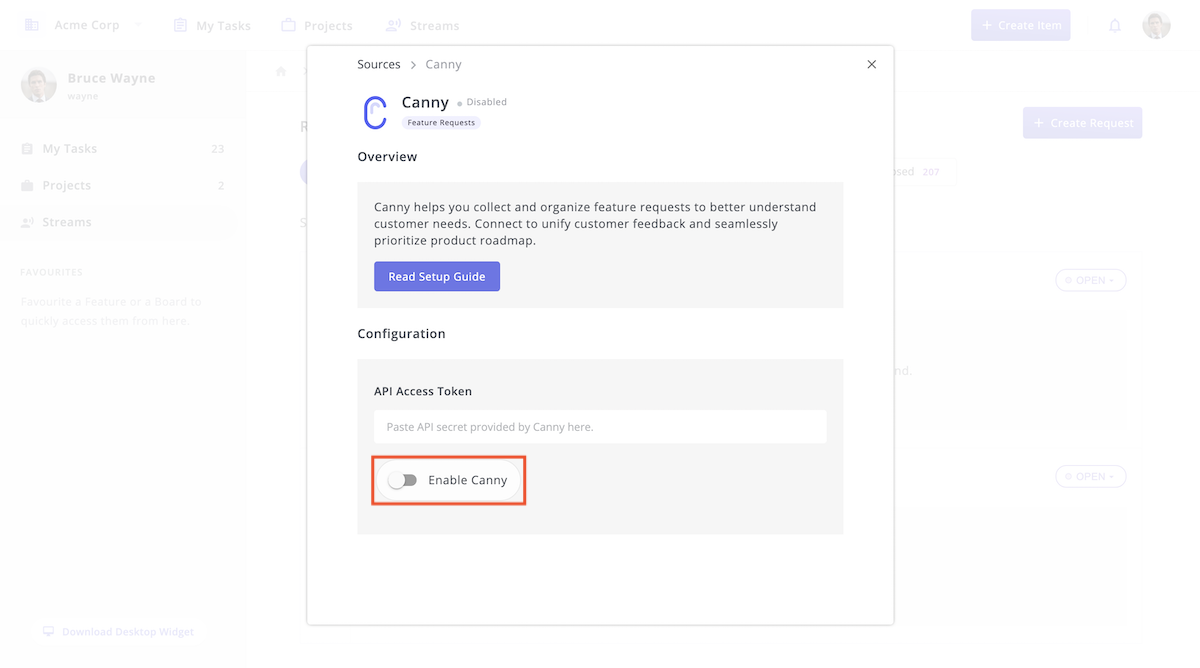 Acme Corp
My Tasks
Projects
Streams
+ Create Item
Bruce Wayne
wayne
My Tasks 23
Projects 2
Streams
FAVOURITES
Favourite a Feature or a Board to
quickly access them from here.
Download Desktop Widget
Sources > Canny
Canny
Disabled
Feature Requests
Overview
Canny helps you collect and organize feature requests to better understand
customer needs. Connect to unify customer feedback and seamlessly
prioritize product roadmap.
Read Setup Guide
Configuration
API Access Token
Paste API secret provided by Canny here.
Enable Canny
+ Create Request
207
OPEN
OPEN